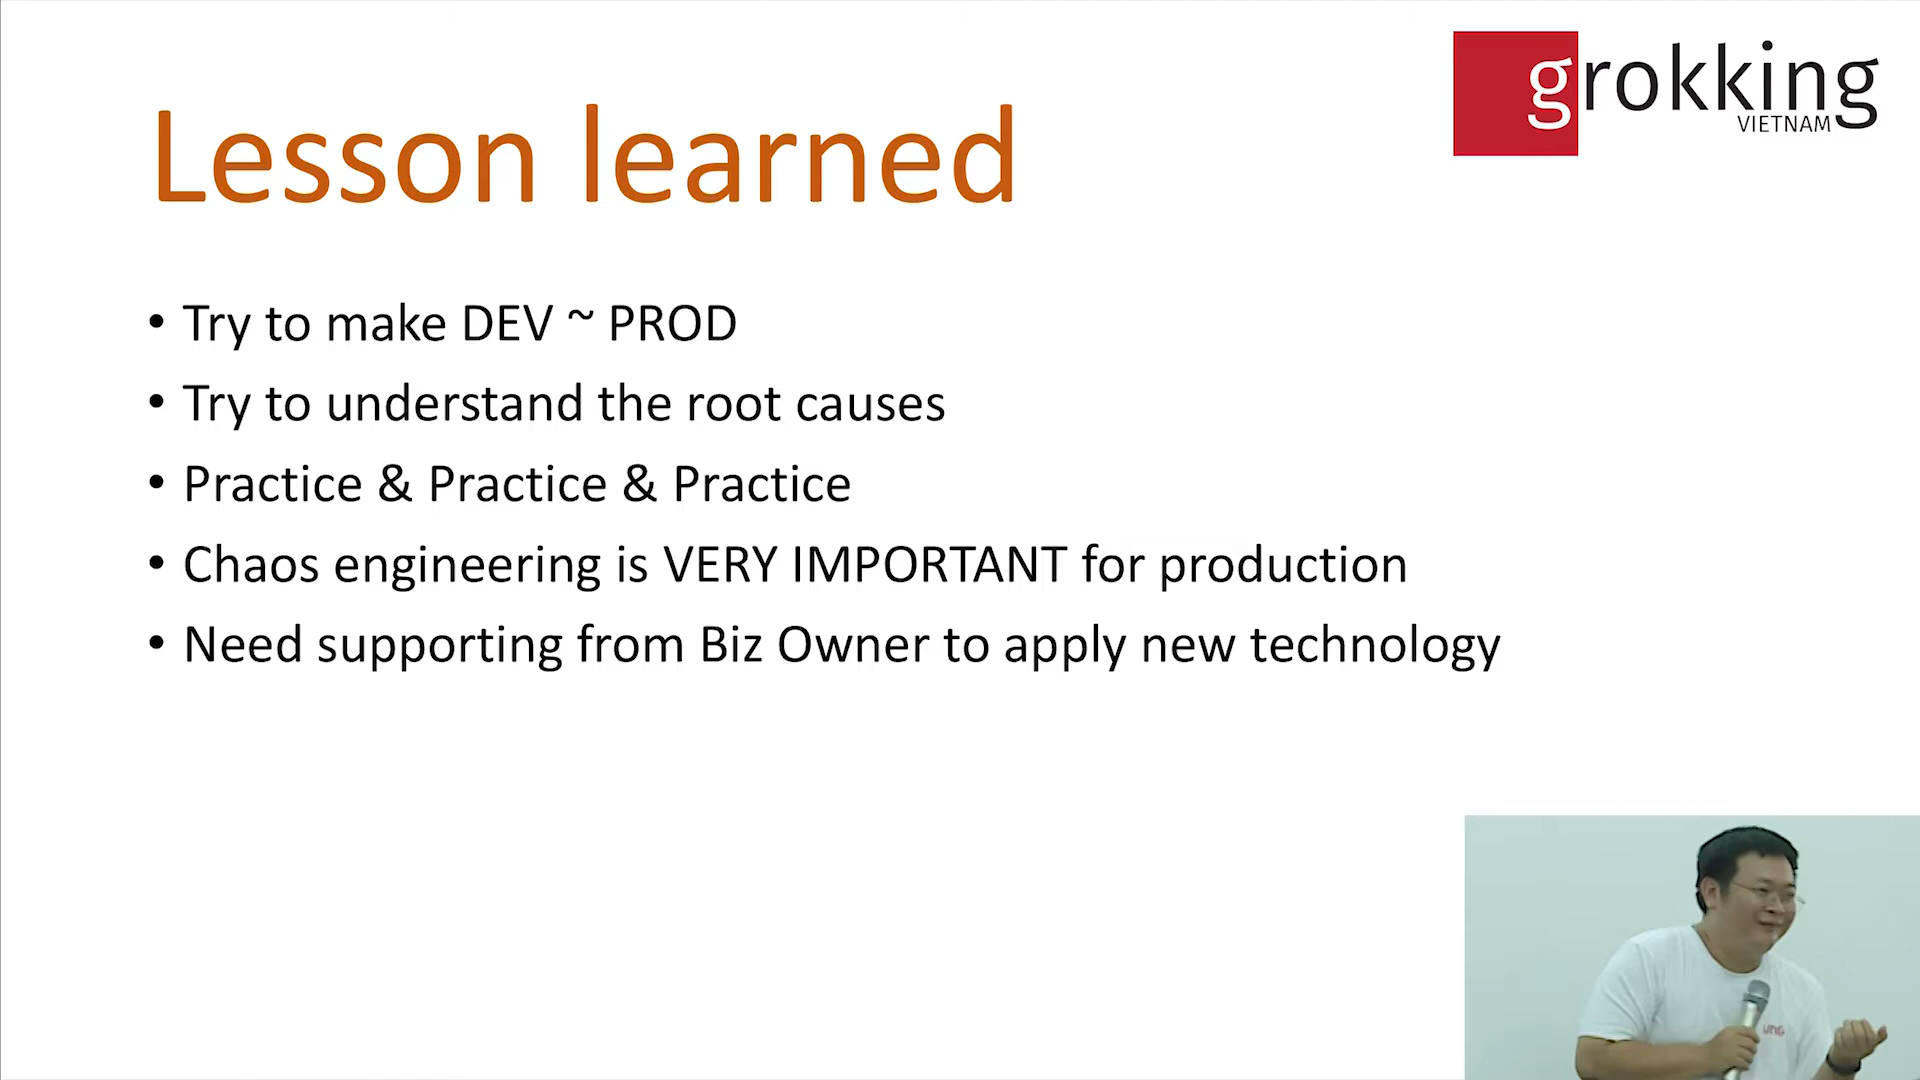 grokking
VIETNAM
Lesson learned
• Try to make DEV ~ PROD
• Try to understand the root causes
• Practice & Practice & Practice
• Chaos engineering is VERY IMPORTANT for production
• Need supporting from Biz Owner to apply new technology